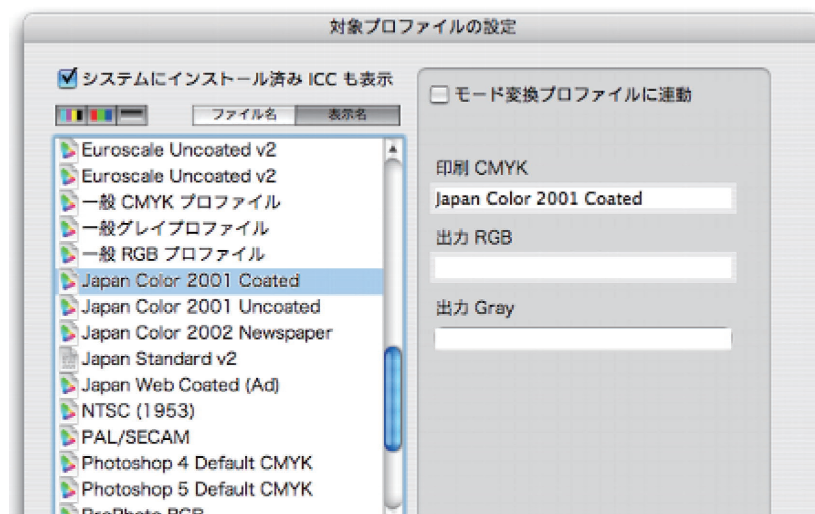 対象プロファイルの設定
システムにインストール済み ICC も表示
ファイル名
表示名
Euroscale Uncoated v2
Euroscale Uncoated v2
一般 CMYK プロファイル
一般グレイプロファイル
一般 RGB プロファイル
Japan Color 2001 Coated
Japan Color 2001 Uncoated
Japan Color 2002 Newspaper
Japan Standard v2
Japan Web Coated (Ad)
NTSC (1953)
PAL/SECAM
Photoshop 4 Default CMYK
Photoshop 5 Default CMYK
ProPhoto RGB
モード変換プロファイルに連動
印刷 CMYK
Japan Color 2001 Coated
出力 RGB
出力 Gray